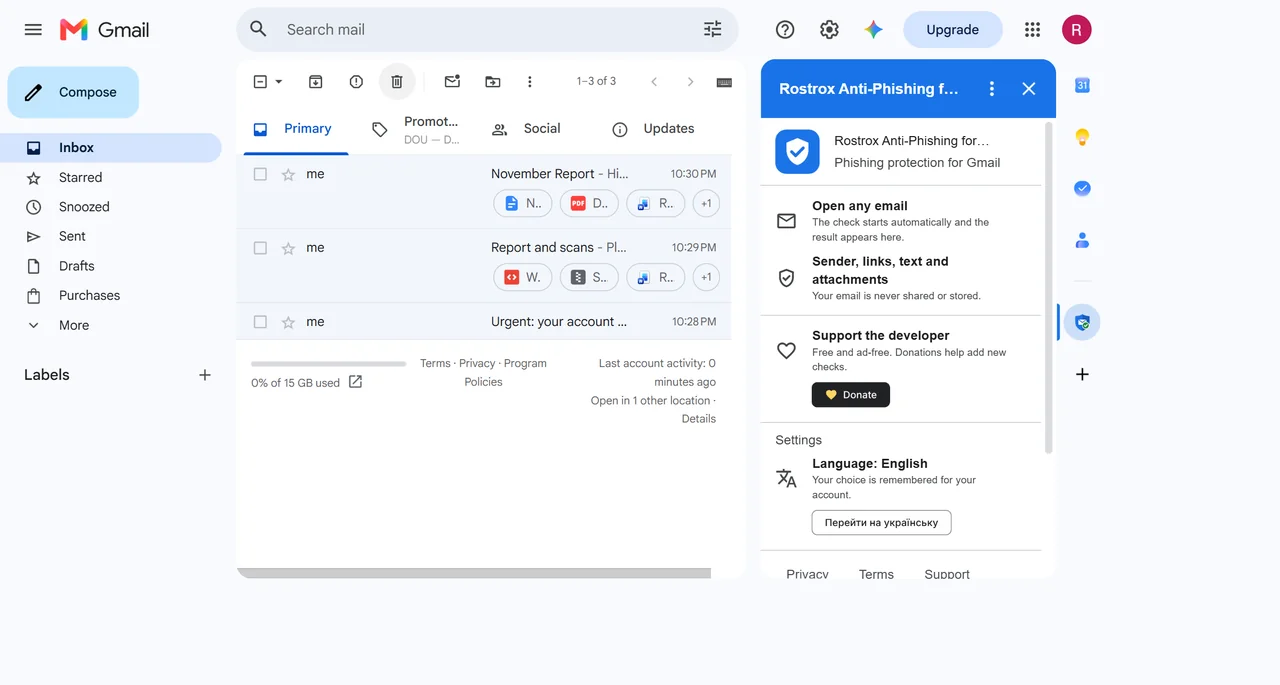 Gmail
Search mail
Upgrade
R
Compose
Inbox
Starred
Snoozed
Sent
Drafts
Purchases
More
Labels
1–3 of 3
Primary
Promot...
DOU — D...
Social
Updates
me
November Report - Hi...
10:30 PM
N..
PDF
D..
R..
+1
me
Report and scans - Pl...
10:29 PM
W.
S..
R..
+1
me
Urgent: your account ...
10:28 PM
0% of 15 GB used
Terms · Privacy · Program
Policies
Last account activity: 0
minutes ago
Open in 1 other location ·
Details
Rostrox Anti-Phishing f...
Rostrox Anti-Phishing for...
Phishing protection for Gmail
Open any email
The check starts automatically and the
result appears here.
Sender, links, text and
attachments
Your email is never shared or stored.
Support the developer
Free and ad-free. Donations help add new
checks.
Donate
Settings
Language: English
Your choice is remembered for your
account.
Перейти на українську
Privacy
Terms
Support
31